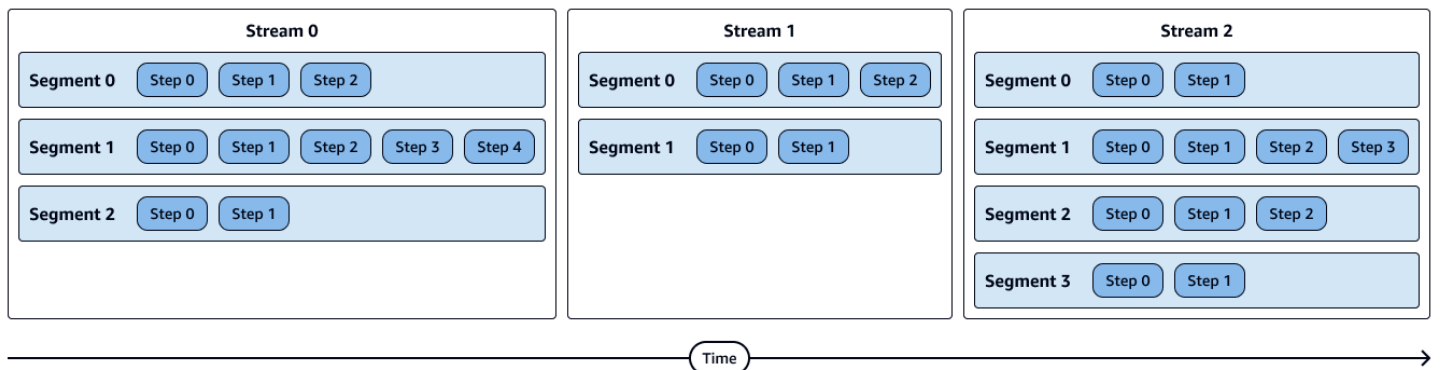 Stream 0
Segment 0 Step 0 Step 1 Step 2
Segment 1 Step 0 Step 1 Step 2 Step 3 Step 4
Segment 2 Step 0 Step 1
Stream 1
Segment 0 Step 0 Step 1 Step 2
Segment 1 Step 0 Step 1
Stream 2
Segment 0 Step 0 Step 1
Segment 1 Step 0 Step 1 Step 2 Step 3
Segment 2 Step 0 Step 1 Step 2
Segment 3 Step 0 Step 1
Time